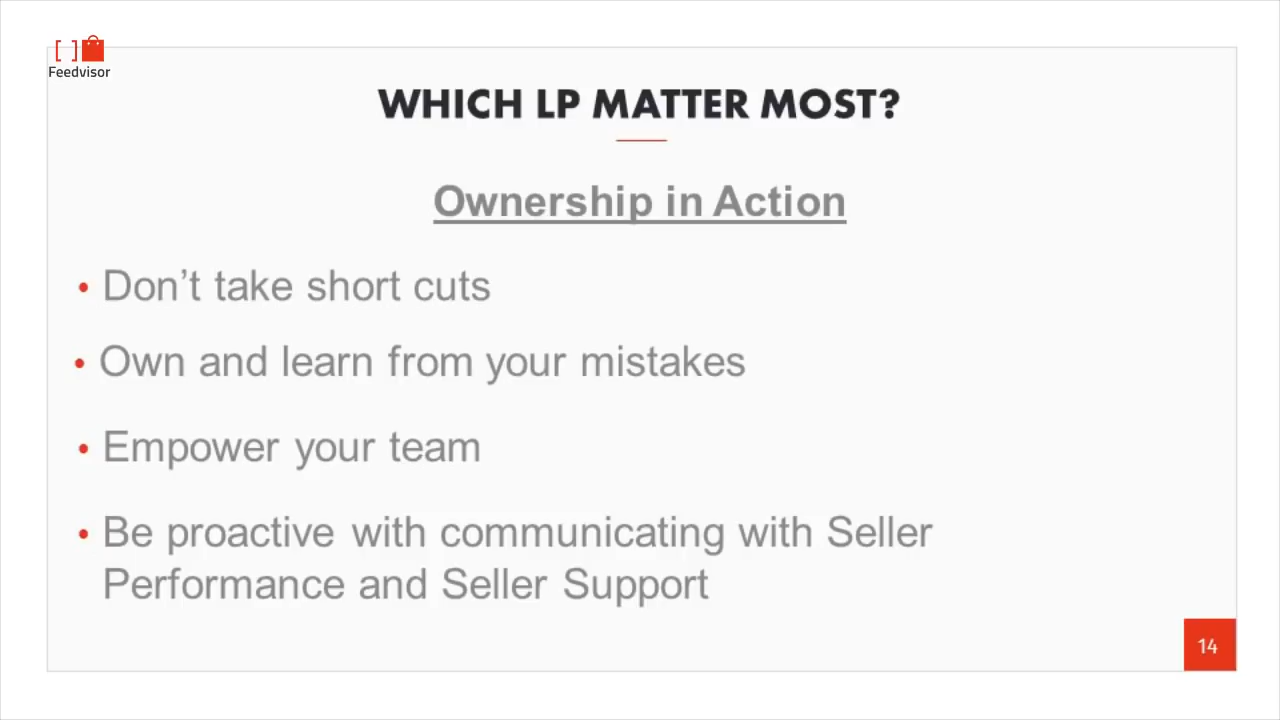 [ ]
Feedvisor
WHICH LP MATTER MOST?
Ownership in Action
• Don’t take short cuts
• Own and learn from your mistakes
• Empower your team
• Be proactive with communicating with Seller
Performance and Seller Support
14